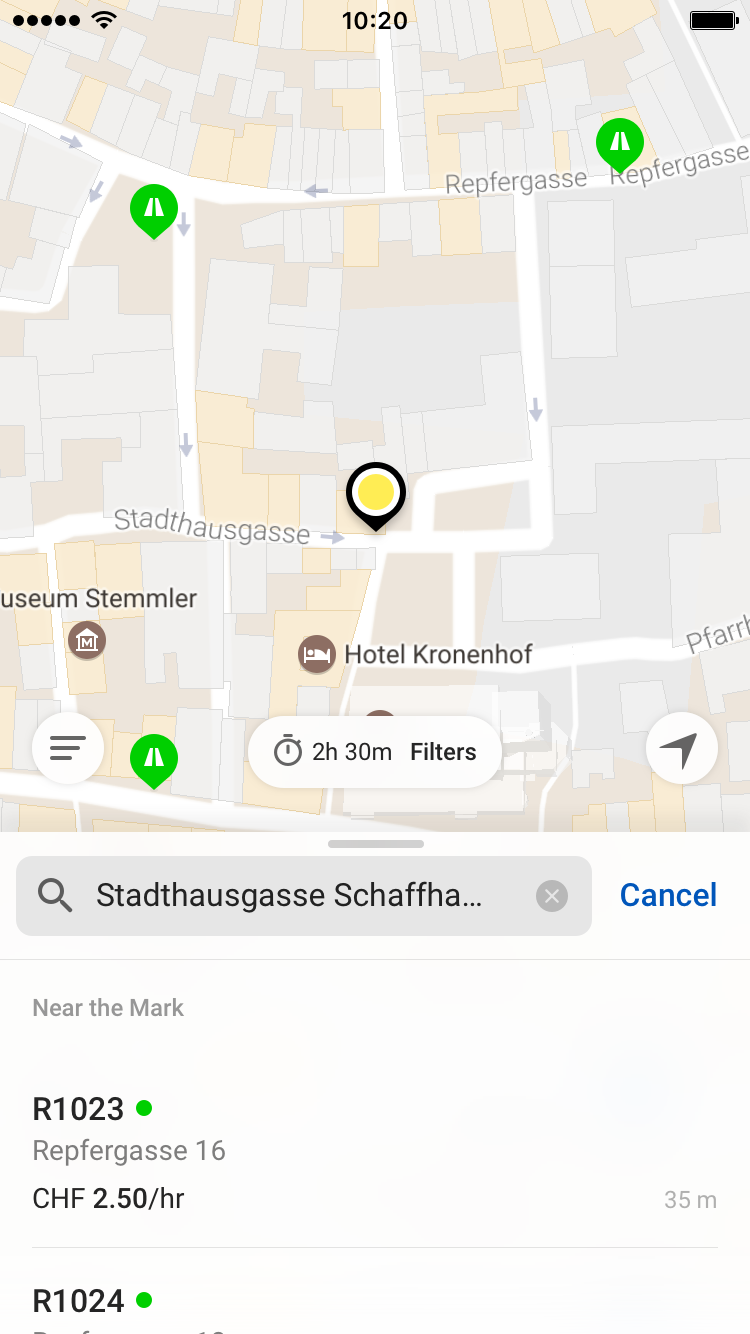 10:20
Repfergasse
Repfergasse
Stadthausgasse
useum Stemmler
Hotel Kronenhof
Pfarrh
2h 30m Filters
Stadthausgasse Schaffha...
Cancel
Near the Mark
R1023
Repfergasse 16
CHF 2.50/hr
35 m
R1024